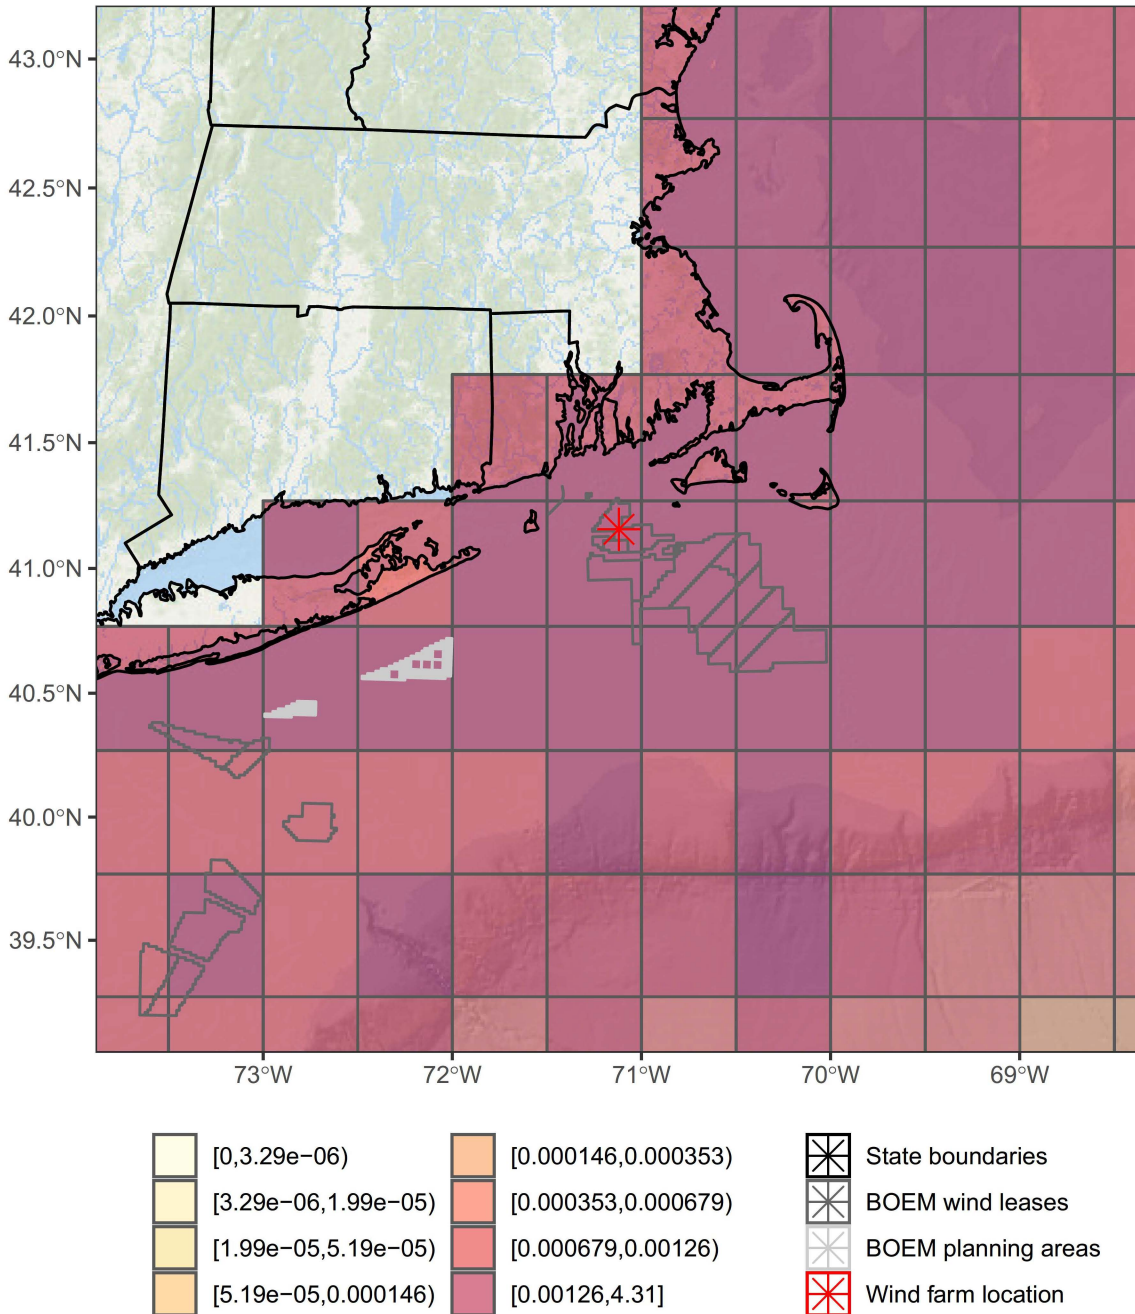 43.0°N
42.5°N
42.0°N
41.5°N
41.0°N
40.5°N
40.0°N
39.5°N
73°W 72°W 71°W 70°W 69°W
[0,3.29e−06) [0.000146,0.000353) State boundaries
[3.29e−06,1.99e−05) [0.000353,0.000679) BOEM wind leases
[1.99e−05,5.19e−05) [0.000679,0.00126) BOEM planning areas
[5.19e−05,0.000146) [0.00126,4.31] Wind farm location